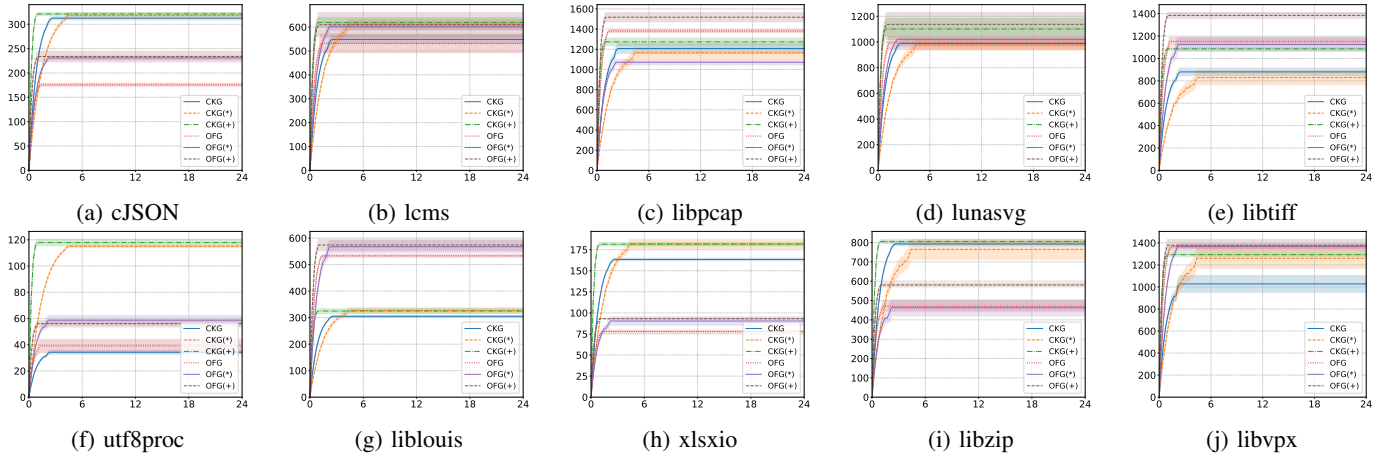 300
250
200
150
100
50
0
CKG
CKG(*)
CKG(+)
OFG
OFG(*)
OFG(+)
0 6 12 18 24
(a) cJSON
600
500
400
300
200
100
0
CKG
CKG(*)
CKG(+)
OFG
OFG(*)
OFG(+)
0 6 12 18 24
(b) lcms
1600
1400
1200
1000
800
600
400
200
0
CKG
CKG(*)
CKG(+)
OFG
OFG(*)
OFG(+)
0 6 12 18 24
(c) libpcap
1200
1000
800
600
400
200
0
CKG
CKG(*)
CKG(+)
OFG
OFG(*)
OFG(+)
0 6 12 18 24
(d) lunasvg
1400
1200
1000
800
600
400
200
0
CKG
CKG(*)
CKG(+)
OFG
OFG(*)
OFG(+)
0 6 12 18 24
(e) libtiff
120
100
80
60
40
20
0
CKG
CKG(*)
CKG(+)
OFG
OFG(*)
OFG(+)
0 6 12 18 24
(f) utf8proc
600
500
400
300
200
100
0
CKG
CKG(*)
CKG(+)
OFG
OFG(*)
OFG(+)
0 6 12 18 24
(g) liblouis
175
150
125
100
75
50
25
0
CKG
CKG(*)
CKG(+)
OFG
OFG(*)
OFG(+)
0 6 12 18 24
(h) xlsxio
800
700
600
500
400
300
200
100
0
CKG
CKG(*)
CKG(+)
OFG
OFG(*)
OFG(+)
0 6 12 18 24
(i) libzip
1400
1200
1000
800
600
400
200
0
CKG
CKG(*)
CKG(+)
OFG
OFG(*)
OFG(+)
0 6 12 18 24
(j) libvpx